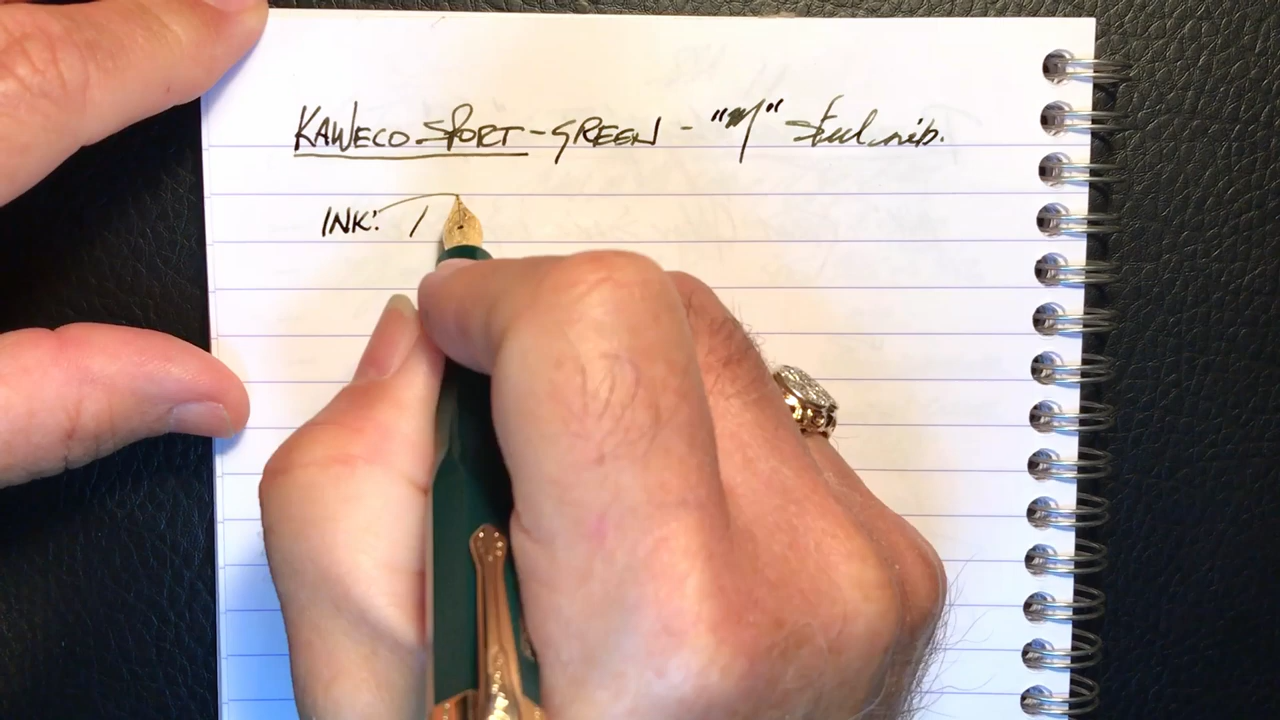 KAWECO SPORT - GREEN - "M" steel nib.
INK: